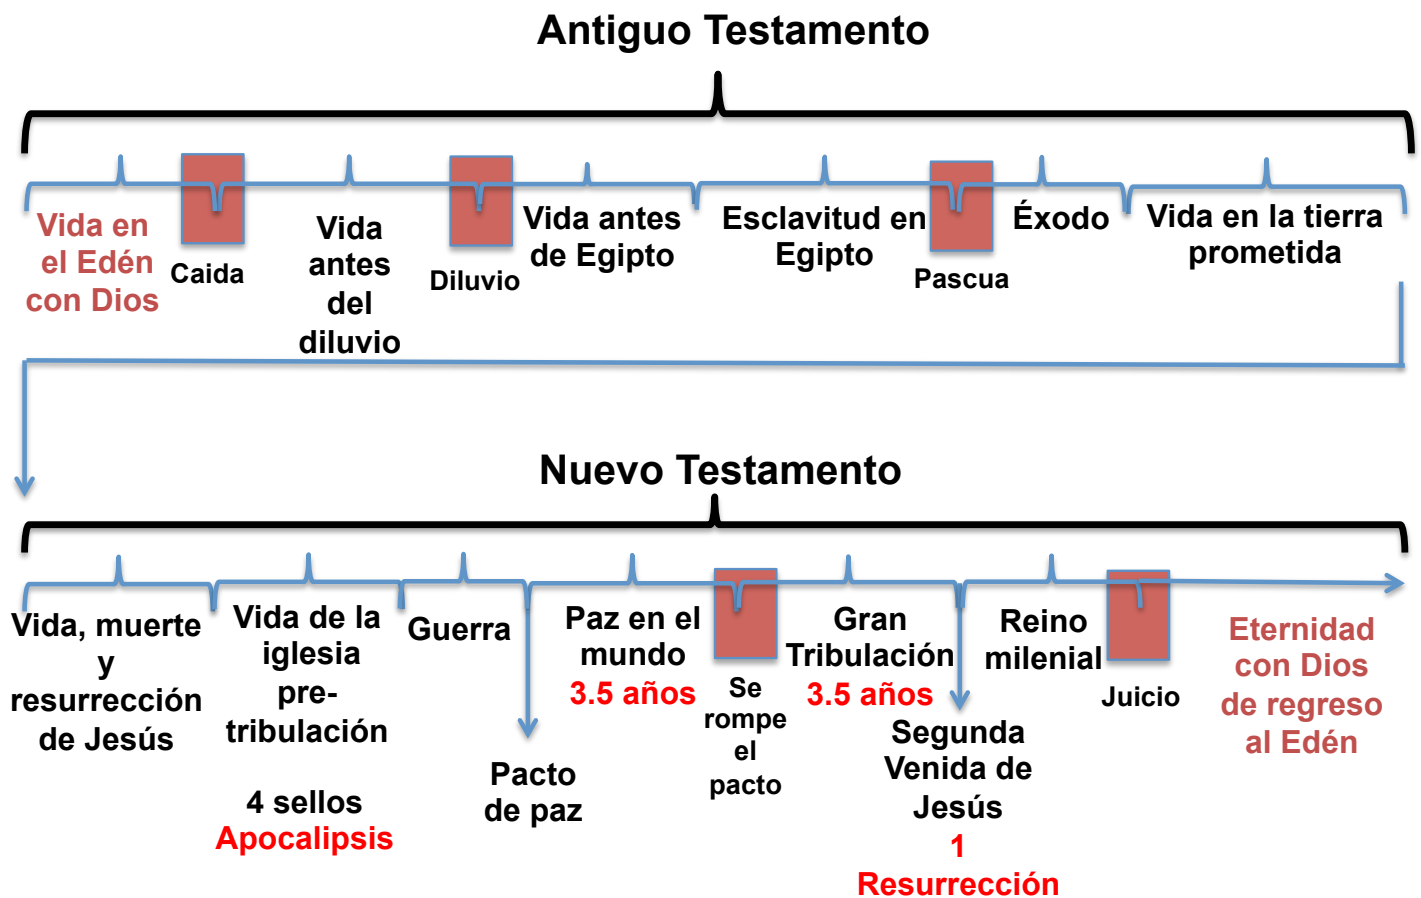 Antiguo Testamento
Vida en
el Edén
con Dios
Caida
Vida
antes
del
diluvio
Diluvio
Vida antes
de Egipto
Esclavitud en
Egipto
Pascua
Éxodo
Vida en la tierra
prometida
Nuevo Testamento
Vida, muerte
y
resurrección
de Jesús
Vida de la
iglesia
pre-
tribulación
4 sellos
Apocalipsis
Guerra
Pacto
de paz
Paz en el
mundo
3.5 años
Se
rompe
el
pacto
Gran
Tribulación
3.5 años
Segunda
Venida de
Jesús
1
Resurrección
Reino
milenial
Juicio
Eternidad
con Dios
de regreso
al Edén